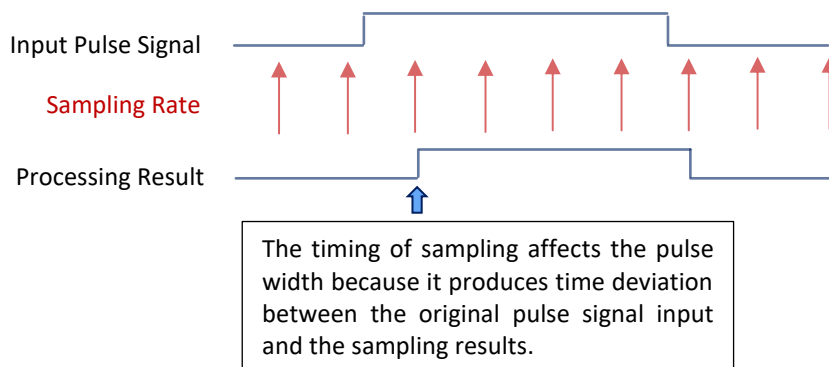 Input Pulse Signal
Sampling Rate
Processing Result
The timing of sampling affects the pulse
width because it produces time deviation
between the original pulse signal input
and the sampling results.